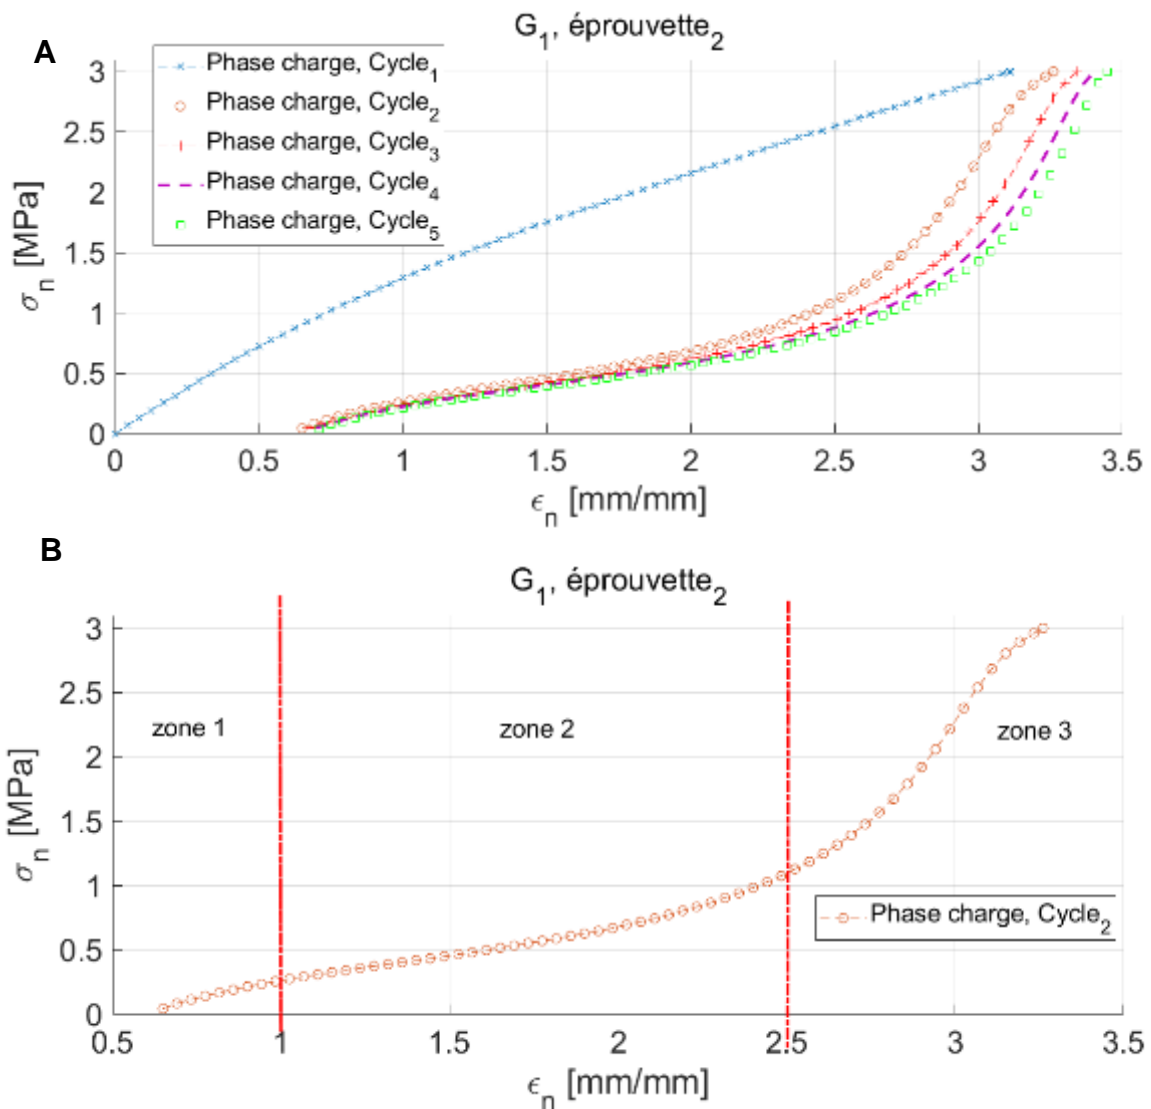 A
G1, éprouvette2
Phase charge, Cycle1
Phase charge, Cycle2
Phase charge, Cycle3
Phase charge, Cycle4
Phase charge, Cycle5
3
2.5
2
1.5
1
0.5
0
σn [MPa]
0 0.5 1 1.5 2 2.5 3 3.5
ϵn [mm/mm]
B
G1, éprouvette2
3
2.5
2
1.5
1
0.5
0
σn [MPa]
zone 1 zone 2 zone 3
Phase charge, Cycle2
0.5 1 1.5 2 2.5 3 3.5
ϵn [mm/mm]